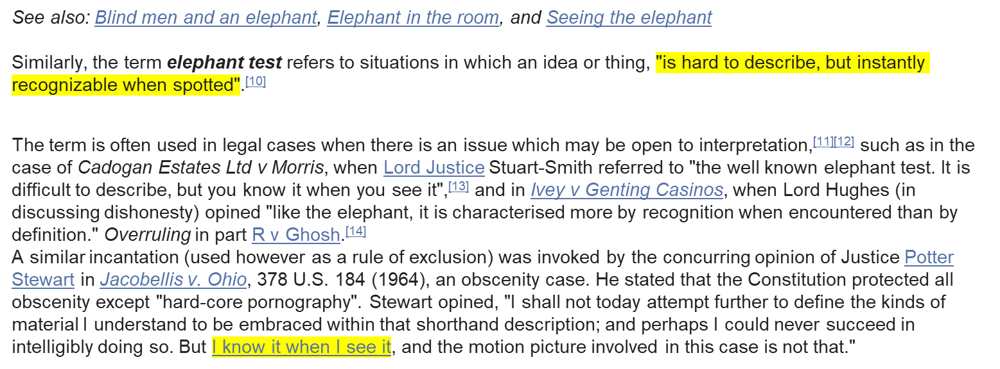 See also: Blind men and an elephant, Elephant in the room, and Seeing the elephant
Similarly, the term elephant test refers to situations in which an idea or thing, "is hard to describe, but instantly
recognizable when spotted".[10]
The term is often used in legal cases when there is an issue which may be open to interpretation,[11][12] such as in the
case of Cadogan Estates Ltd v Morris, when Lord Justice Stuart-Smith referred to "the well known elephant test. It is
difficult to describe, but you know it when you see it",[13] and in Ivey v Genting Casinos, when Lord Hughes (in
discussing dishonesty) opined "like the elephant, it is characterised more by recognition when encountered than by
definition." Overruling in part R v Ghosh.[14]
A similar incantation (used however as a rule of exclusion) was invoked by the concurring opinion of Justice Potter
Stewart in Jacobellis v. Ohio, 378 U.S. 184 (1964), an obscenity case. He stated that the Constitution protected all
obscenity except "hard-core pornography". Stewart opined, "I shall not today attempt further to define the kinds of
material I understand to be embraced within that shorthand description; and perhaps I could never succeed in
intelligibly doing so. But I know it when I see it, and the motion picture involved in this case is not that."